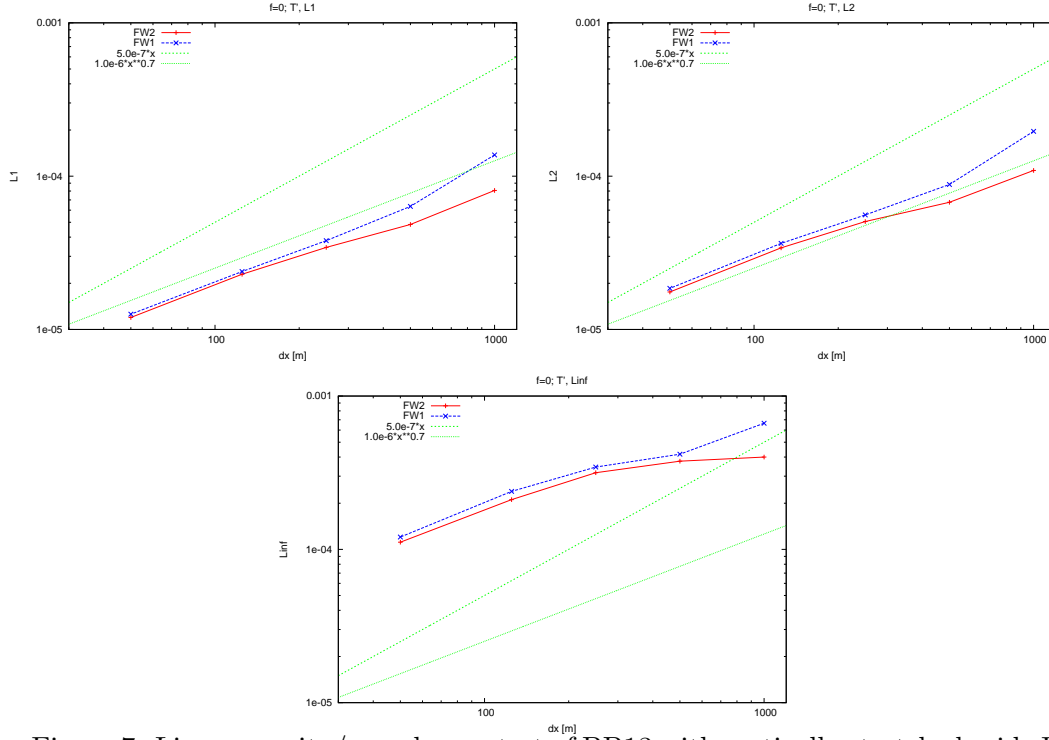 f=0; T', L1
0.001
FW2
FW1
5.0e-7*x
1.0e-6*x**0.7
L1
1e-04
1e-05
100
1000
dx [m]
f=0; T', L2
0.001
FW2
FW1
5.0e-7*x
1.0e-6*x**0.7
L2
1e-04
1e-05
100
1000
dx [m]
f=0; T', Linf
0.001
FW2
FW1
5.0e-7*x
1.0e-6*x**0.7
Linf
1e-04
1e-05
100
1000
dx [m]